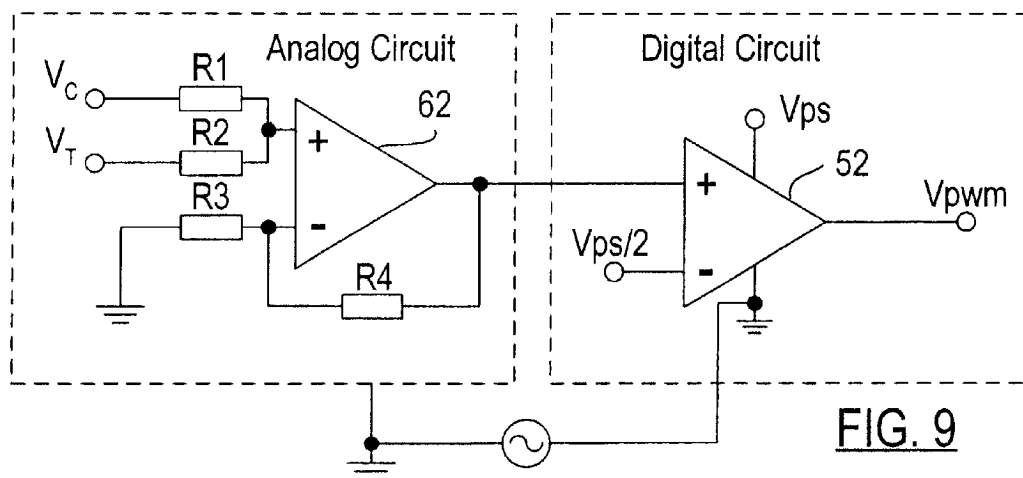 Analog Circuit
Digital Circuit
V_C
R1
62
V_T
R2
R3
R4
+
-
Vps
52
+
-
Vps/2
Vpwm
FIG. 9